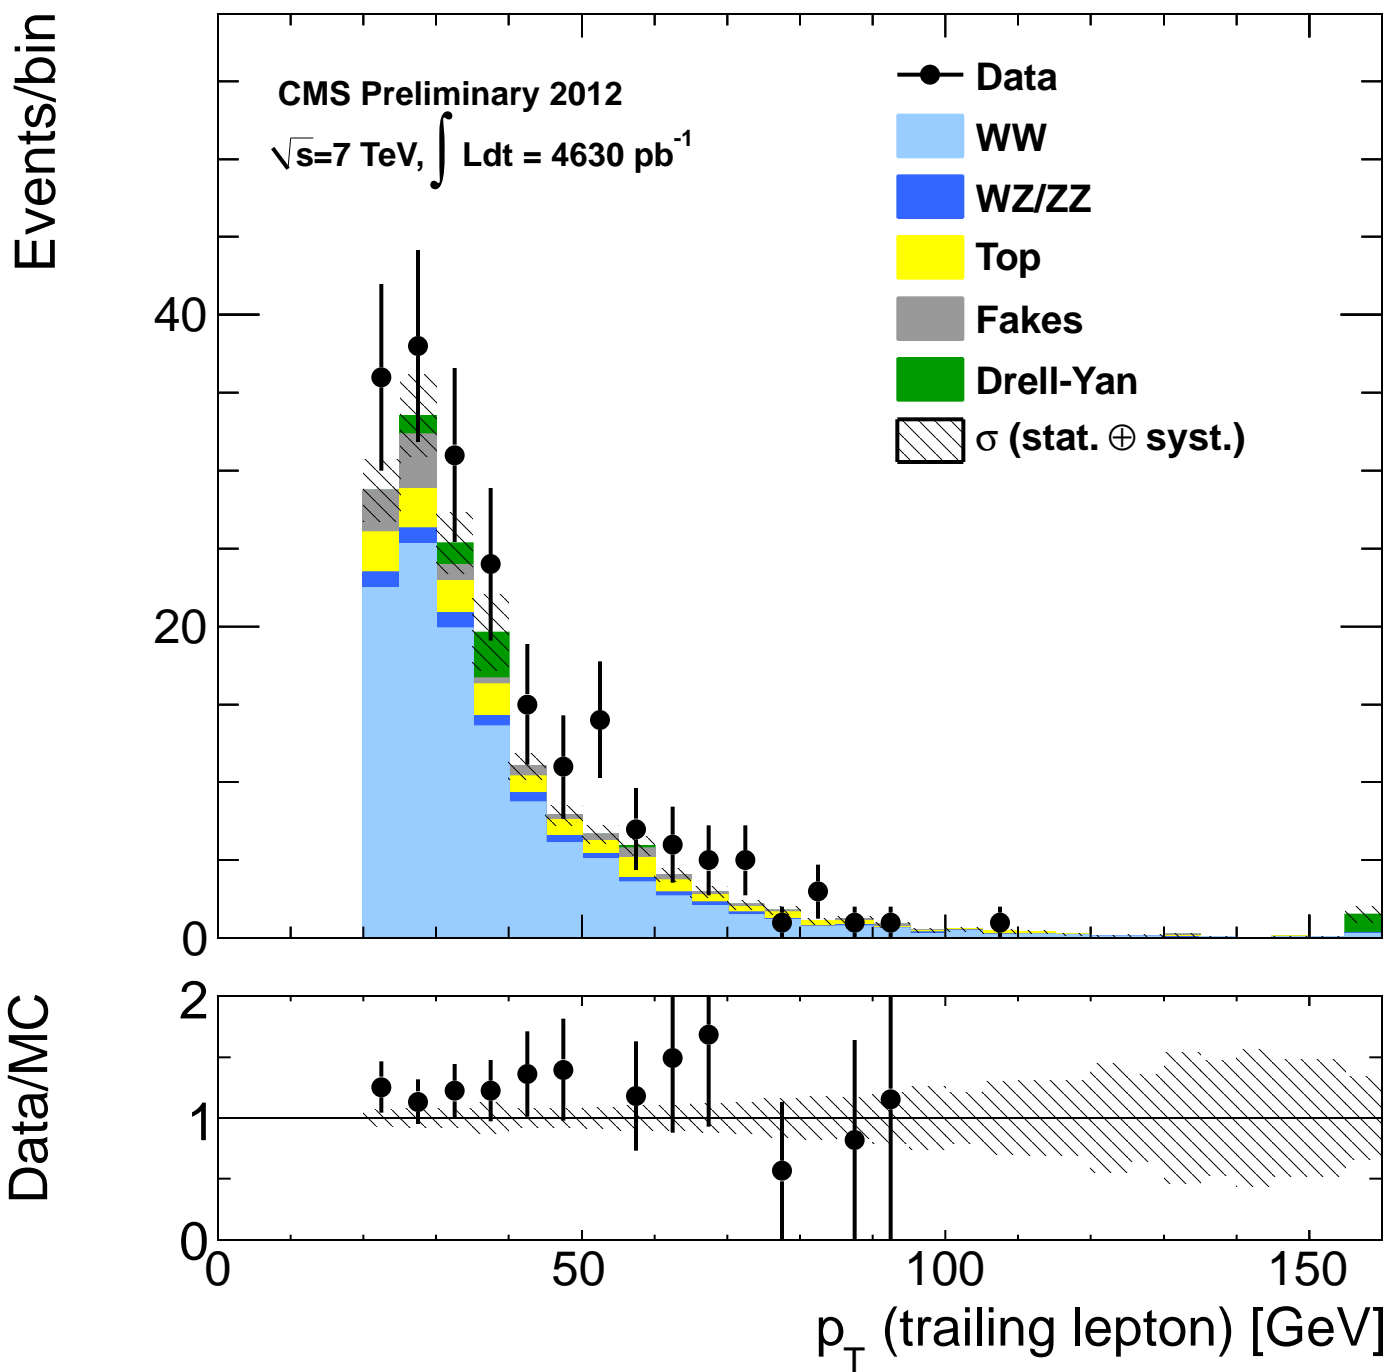 Events/bin
CMS Preliminary 2012
√s=7 TeV, ∫ Ldt = 4630 pb⁻¹
Data
WW
WZ/ZZ
Top
Fakes
Drell-Yan
σ (stat. ⊕ syst.)
40
20
0
Data/MC
2
1
0
0 50 100 150
p_T (trailing lepton) [GeV]